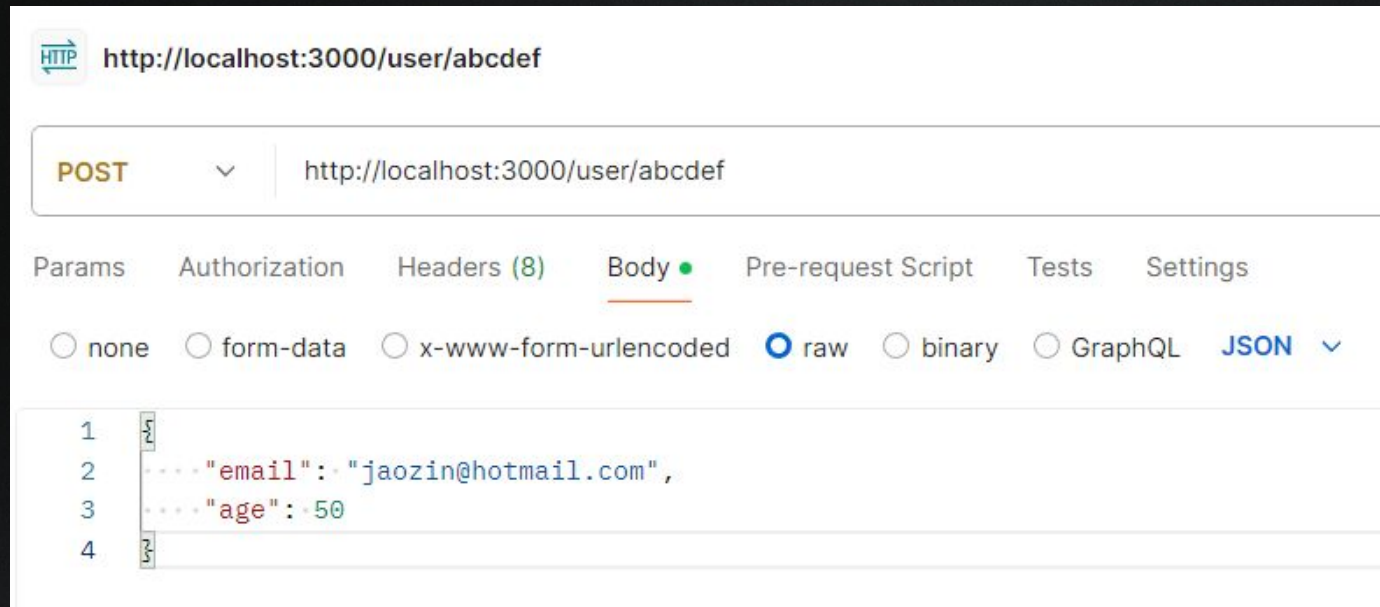 HTTP http://localhost:3000/user/abcdef
POST http://localhost:3000/user/abcdef
Params Authorization Headers (8) Body Pre-request Script Tests Settings
none form-data x-www-form-urlencoded raw binary GraphQL JSON
1 {
2 "email": "jaozin@hotmail.com",
3 "age": 50
4 }